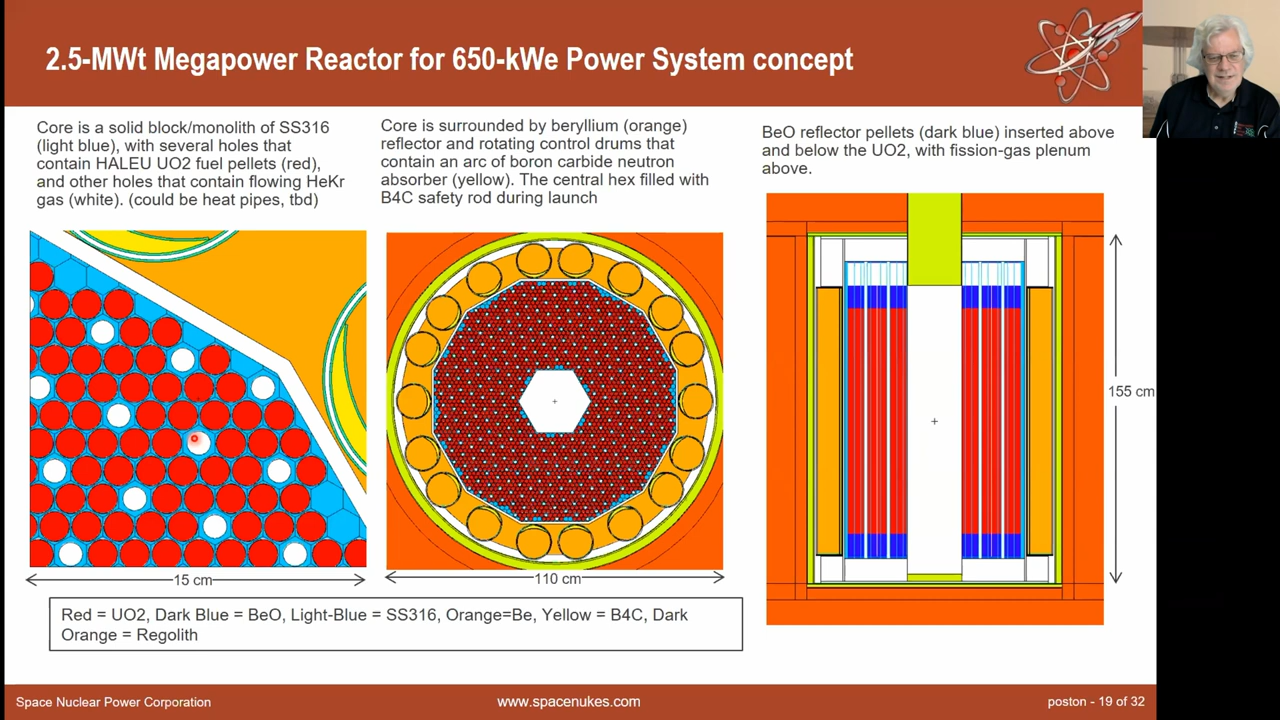 2.5-MWt Megapower Reactor for 650-kWe Power System concept
Core is a solid block/monolith of SS316
(light blue), with several holes that
contain HALEU UO2 fuel pellets (red),
and other holes that contain flowing HeKr
gas (white). (could be heat pipes, tbd)
Core is surrounded by beryllium (orange)
reflector and rotating control drums that
contain an arc of boron carbide neutron
absorber (yellow). The central hex filled with
B4C safety rod during launch
BeO reflector pellets (dark blue) inserted above
and below the UO2, with fission-gas plenum
above.
15 cm
110 cm
155 cm
Red = UO2, Dark Blue = BeO, Light-Blue = SS316, Orange=Be, Yellow = B4C, Dark
Orange = Regolith
Space Nuclear Power Corporation
www.spacenukes.com
poston - 19 of 32